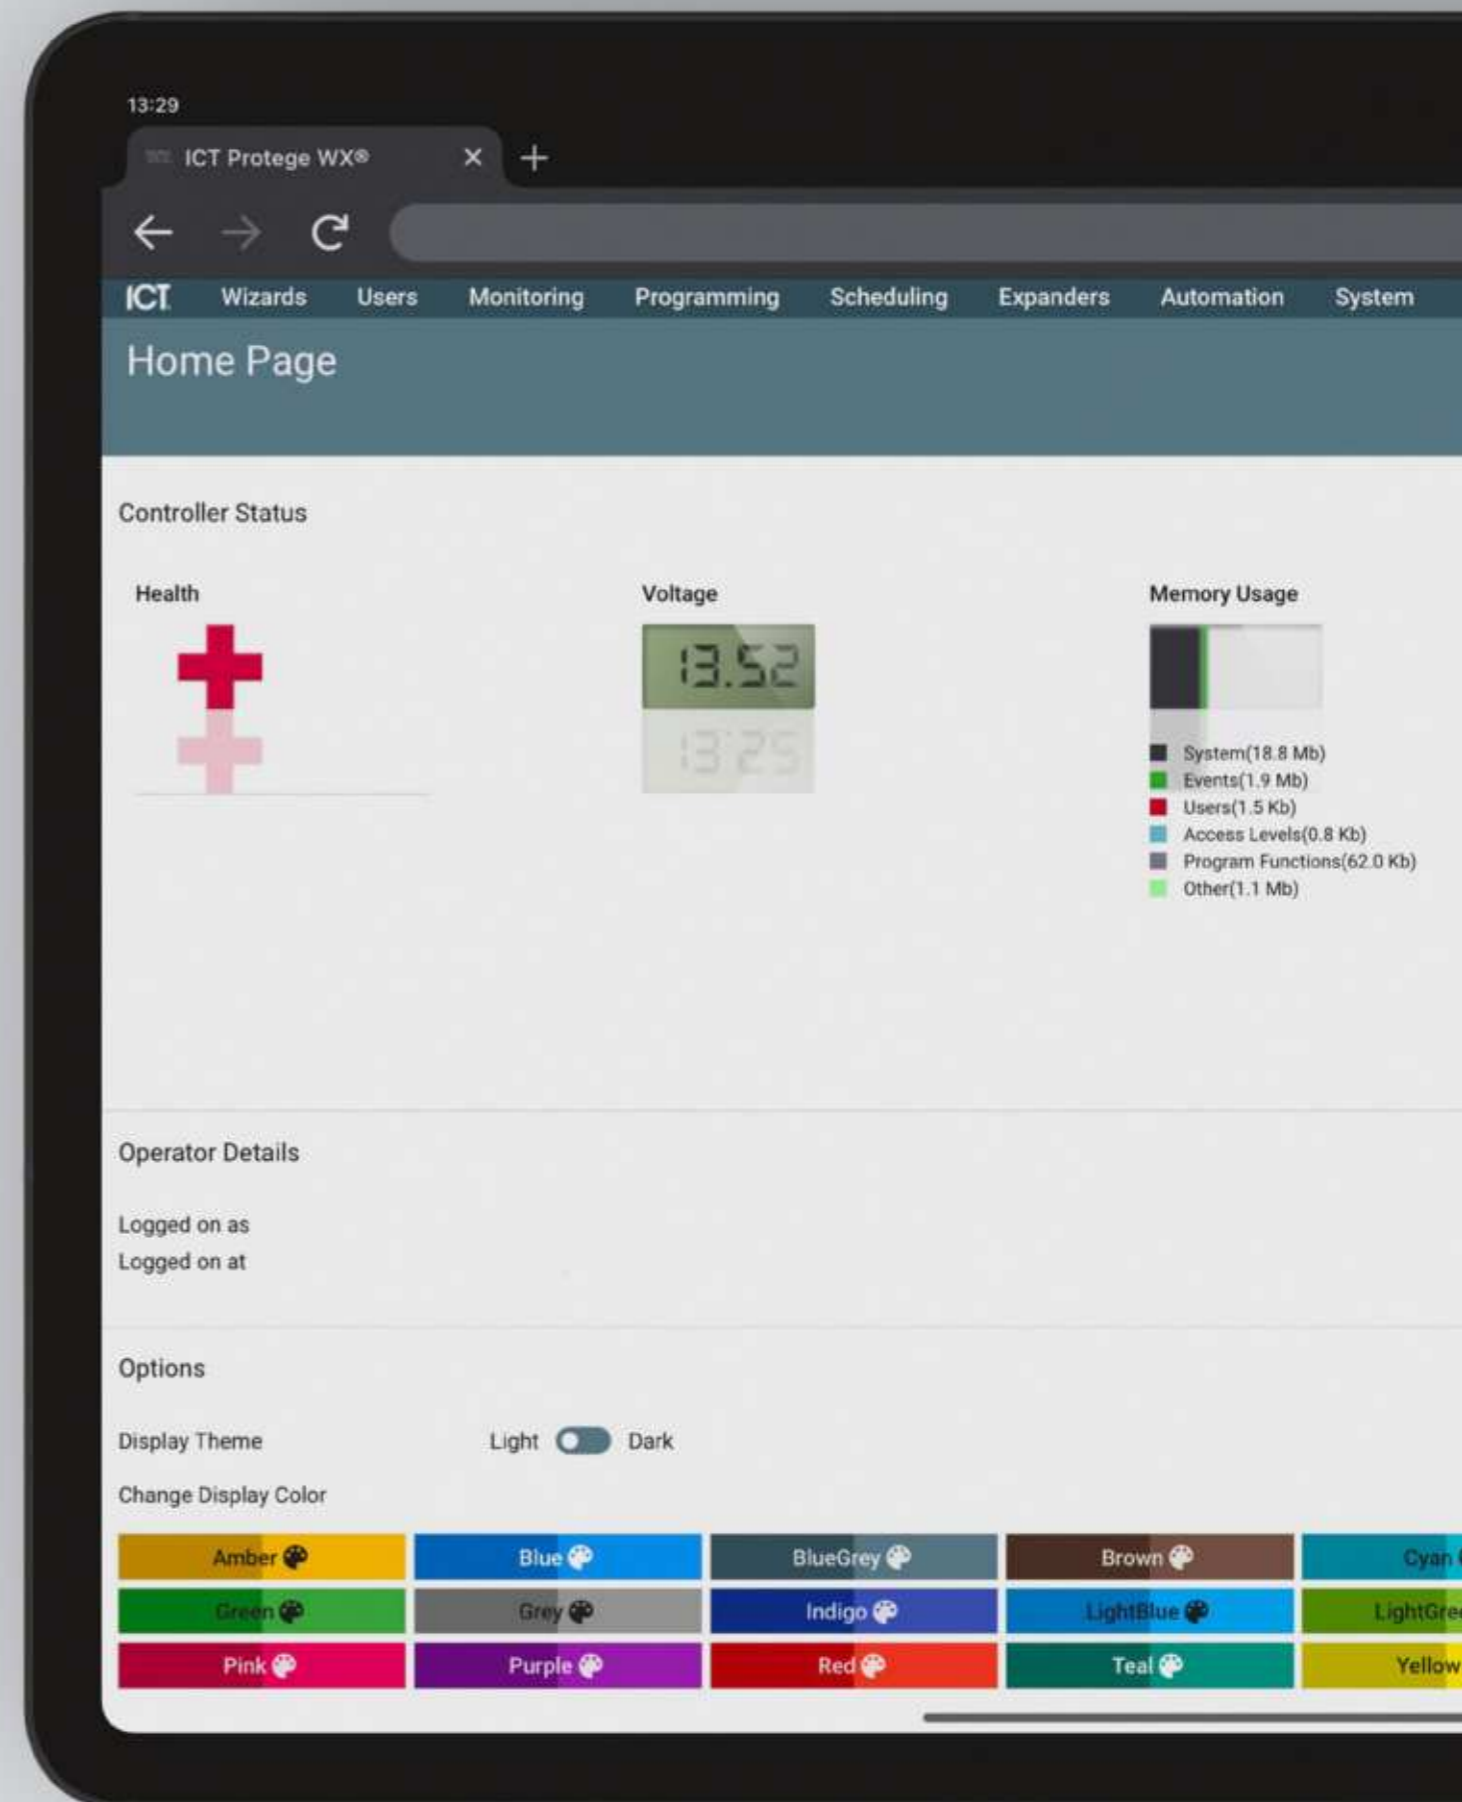 13:29
ICT Protege WX®
ICT Wizards Users Monitoring Programming Scheduling Expanders Automation System
Home Page
Controller Status
Health Voltage Memory Usage
13.52
System(18.8 Mb)
Events(1.9 Mb)
Users(1.5 Kb)
Access Levels(0.8 Kb)
Program Functions(62.0 Kb)
Other(1.1 Mb)
Operator Details
Logged on as
Logged on at
Options
Display Theme Light Dark
Change Display Color
Amber Blue BlueGrey Brown Cyan
Green Grey Indigo LightBlue LightGre
Pink Purple Red Teal Yellow